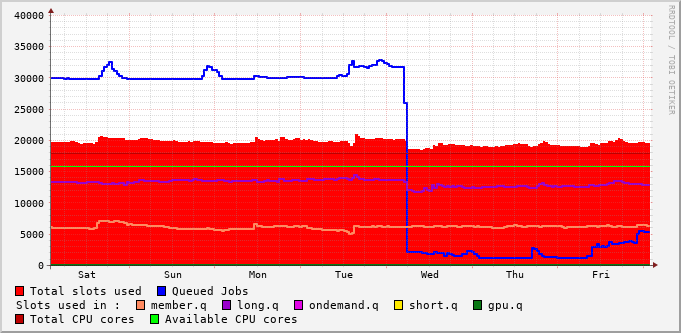 40000
35000
30000
25000
20000
15000
10000
5000
0
Sat Sun Mon Tue Wed Thu Fri
RRDTOOL / TOBI OETIKER
Total slots used Queued Jobs
Slots used in : member.q long.q ondemand.q short.q gpu.q
Total CPU cores Available CPU cores